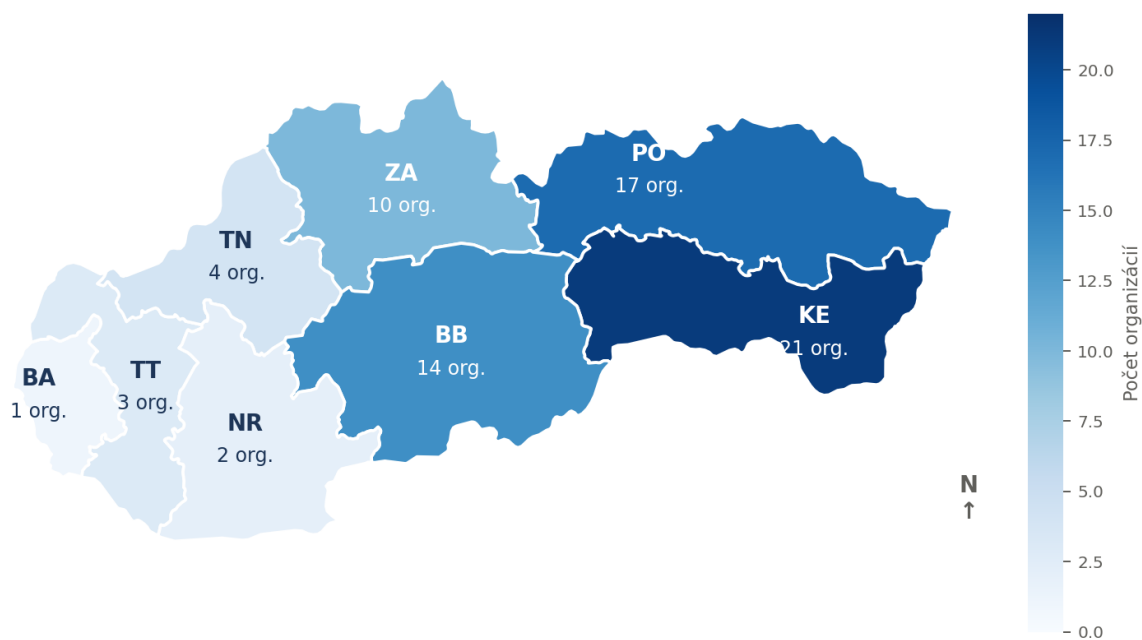 PO
17 org.
ZA
10 org.
TN
4 org.
KE
21 org.
BB
14 org.
TT
3 org.
BA
1 org.
NR
2 org.
N
↑
20.0
17.5
15.0
12.5
10.0
7.5
5.0
2.5
0.0
Počet organizácií